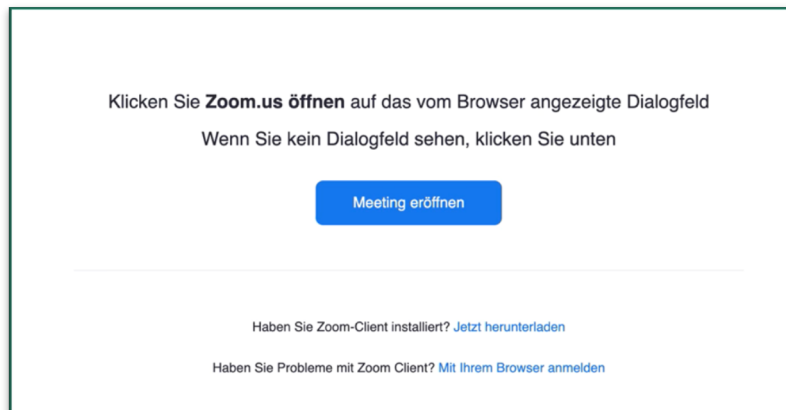 Klicken Sie Zoom.us öffnen auf das vom Browser angezeigte Dialogfeld
Wenn Sie kein Dialogfeld sehen, klicken Sie unten
Meeting eröffnen
Haben Sie Zoom-Client installiert? Jetzt herunterladen
Haben Sie Probleme mit Zoom Client? Mit Ihrem Browser anmelden